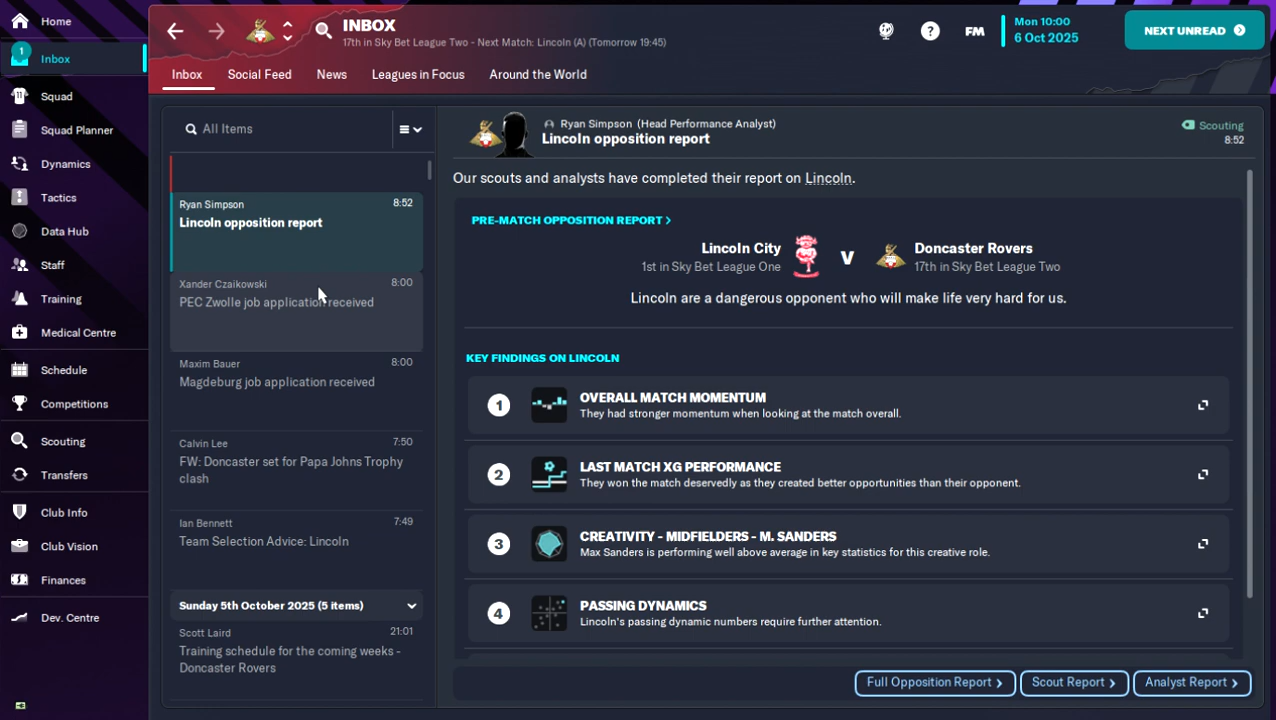 Home
1
Inbox
Squad
Squad Planner
Dynamics
Tactics
Data Hub
Staff
Training
Medical Centre
Schedule
Competitions
Scouting
Transfers
Club Info
Club Vision
Finances
Dev. Centre
INBOX
17th in Sky Bet League Two - Next Match: Lincoln (A) (Tomorrow 19:45)
?
FM
Mon 10:00
6 Oct 2025
NEXT UNREAD
Inbox
Social Feed
News
Leagues in Focus
Around the World
All Items
Ryan Simpson
8:52
Lincoln opposition report
Xander Czaikowski
8:00
PEC Zwolle job application received
Maxim Bauer
8:00
Magdeburg job application received
Calvin Lee
7:50
FW: Doncaster set for Papa Johns Trophy
clash
Ian Bennett
7:49
Team Selection Advice: Lincoln
Sunday 5th October 2025 (5 items)
Scott Laird
21:01
Training schedule for the coming weeks -
Doncaster Rovers
Ryan Simpson (Head Performance Analyst)
Lincoln opposition report
Scouting
8:52
Our scouts and analysts have completed their report on Lincoln.
PRE-MATCH OPPOSITION REPORT >
Lincoln City
1st in Sky Bet League One
V
Doncaster Rovers
17th in Sky Bet League Two
Lincoln are a dangerous opponent who will make life very hard for us.
KEY FINDINGS ON LINCOLN
1
OVERALL MATCH MOMENTUM
They had stronger momentum when looking at the match overall.
2
LAST MATCH XG PERFORMANCE
They won the match deservedly as they created better opportunities than their opponent.
3
CREATIVITY - MIDFIELDERS - M. SANDERS
Max Sanders is performing well above average in key statistics for this creative role.
4
PASSING DYNAMICS
Lincoln's passing dynamic numbers require further attention.
Full Opposition Report >
Scout Report >
Analyst Report >